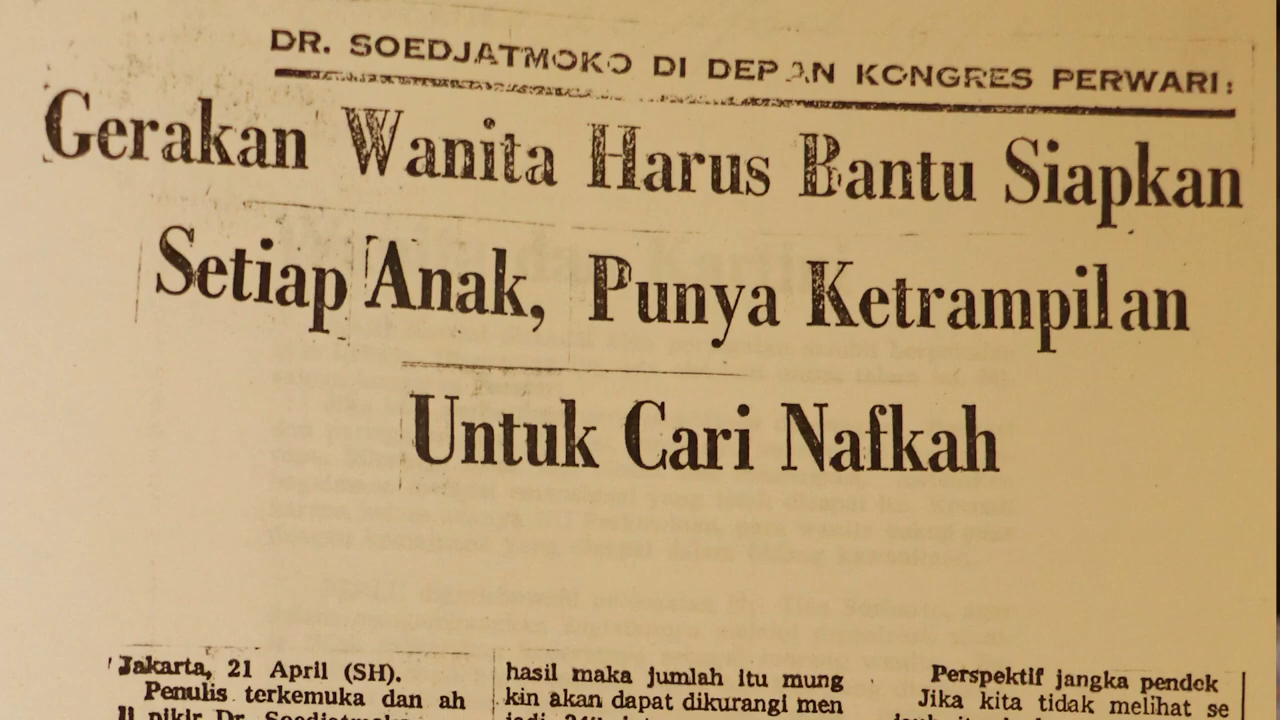 DR. SOEDJATMOKO DI DEPAN KONGRES PERWARI:
Gerakan Wanita Harus Bantu Siapkan
Setiap Anak, Punya Ketrampilan
Untuk Cari Nafkah
Jakarta, 21 April (SH).
Penulis terkemuka dan ah
li pikir Dr. Soedjatmoko
hasil maka jumlah itu mung
kin akan dapat dikurangi men
Perspektif jangka pendek
Jika kita tidak melihat se